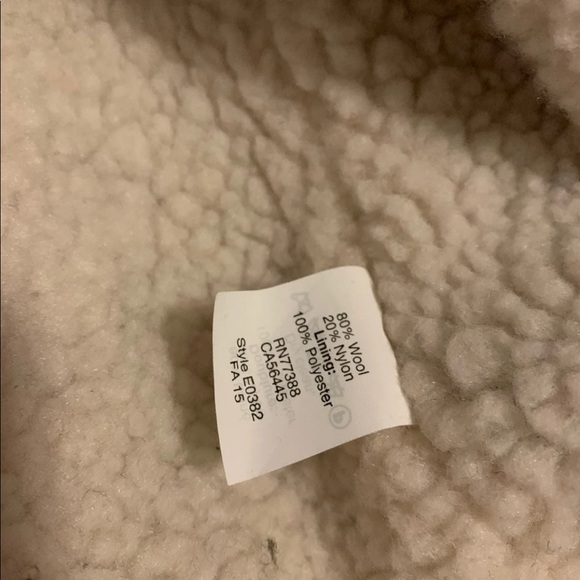 80% Wool
20% Nylon
Lining:
100% Polyester
RN77388
CA56445
Style E0382
FA 15